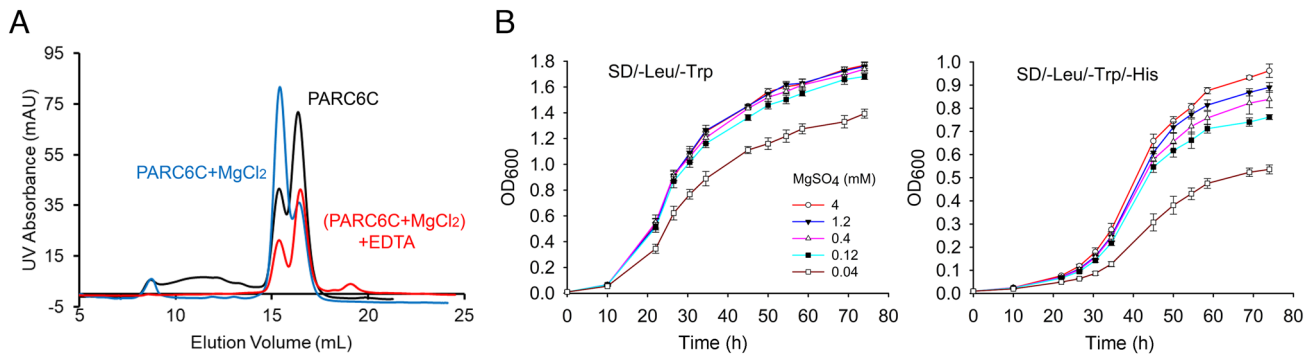 A
B
95
75
55
35
15
-5
UV Absorbance (mAU)
5
10
15
20
25
Elution Volume (mL)
PARC6C
PARC6C+MgCl2
(PARC6C+MgCl2)
+EDTA
SD/-Leu/-Trp
1.8
1.6
1.4
1.2
1.0
0.8
0.6
0.4
0.2
0.0
OD600
0 10 20 30 40 50 60 70 80
Time (h)
MgSO4 (mM)
4
1.2
0.4
0.12
0.04
SD/-Leu/-Trp/-His
1.0
0.9
0.8
0.7
0.6
0.5
0.4
0.3
0.2
0.1
0.0
OD600
0 10 20 30 40 50 60 70 80
Time (h)